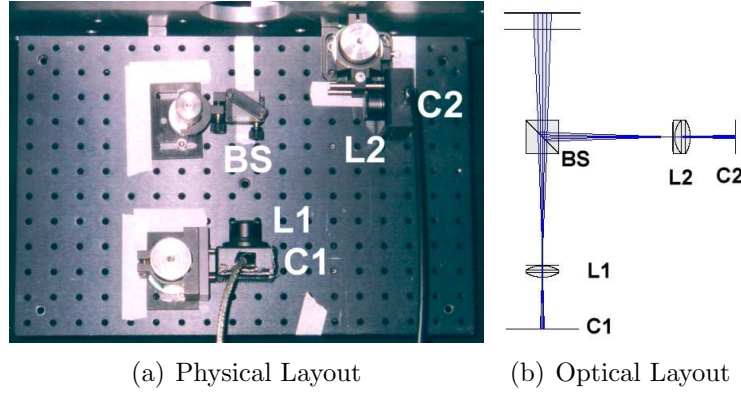 BS
L2
C2
L1
C1
BS
L2
C2
L1
C1
(a) Physical Layout
(b) Optical Layout